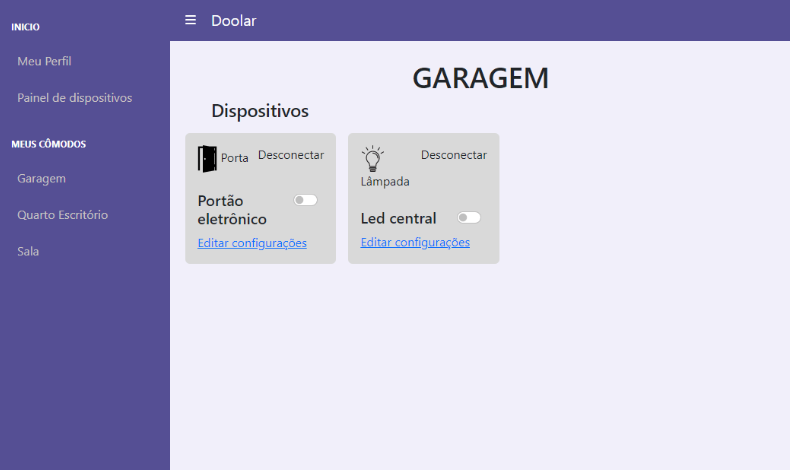 INICIO
Meu Perfil
Painel de dispositivos
MEUS CÔMODOS
Garagem
Quarto Escritório
Sala
Doolar
GARAGEM
Dispositivos
Porta Desconectar
Portão
eletrônico
Editar configurações
Desconectar
Lâmpada
Led central
Editar configurações